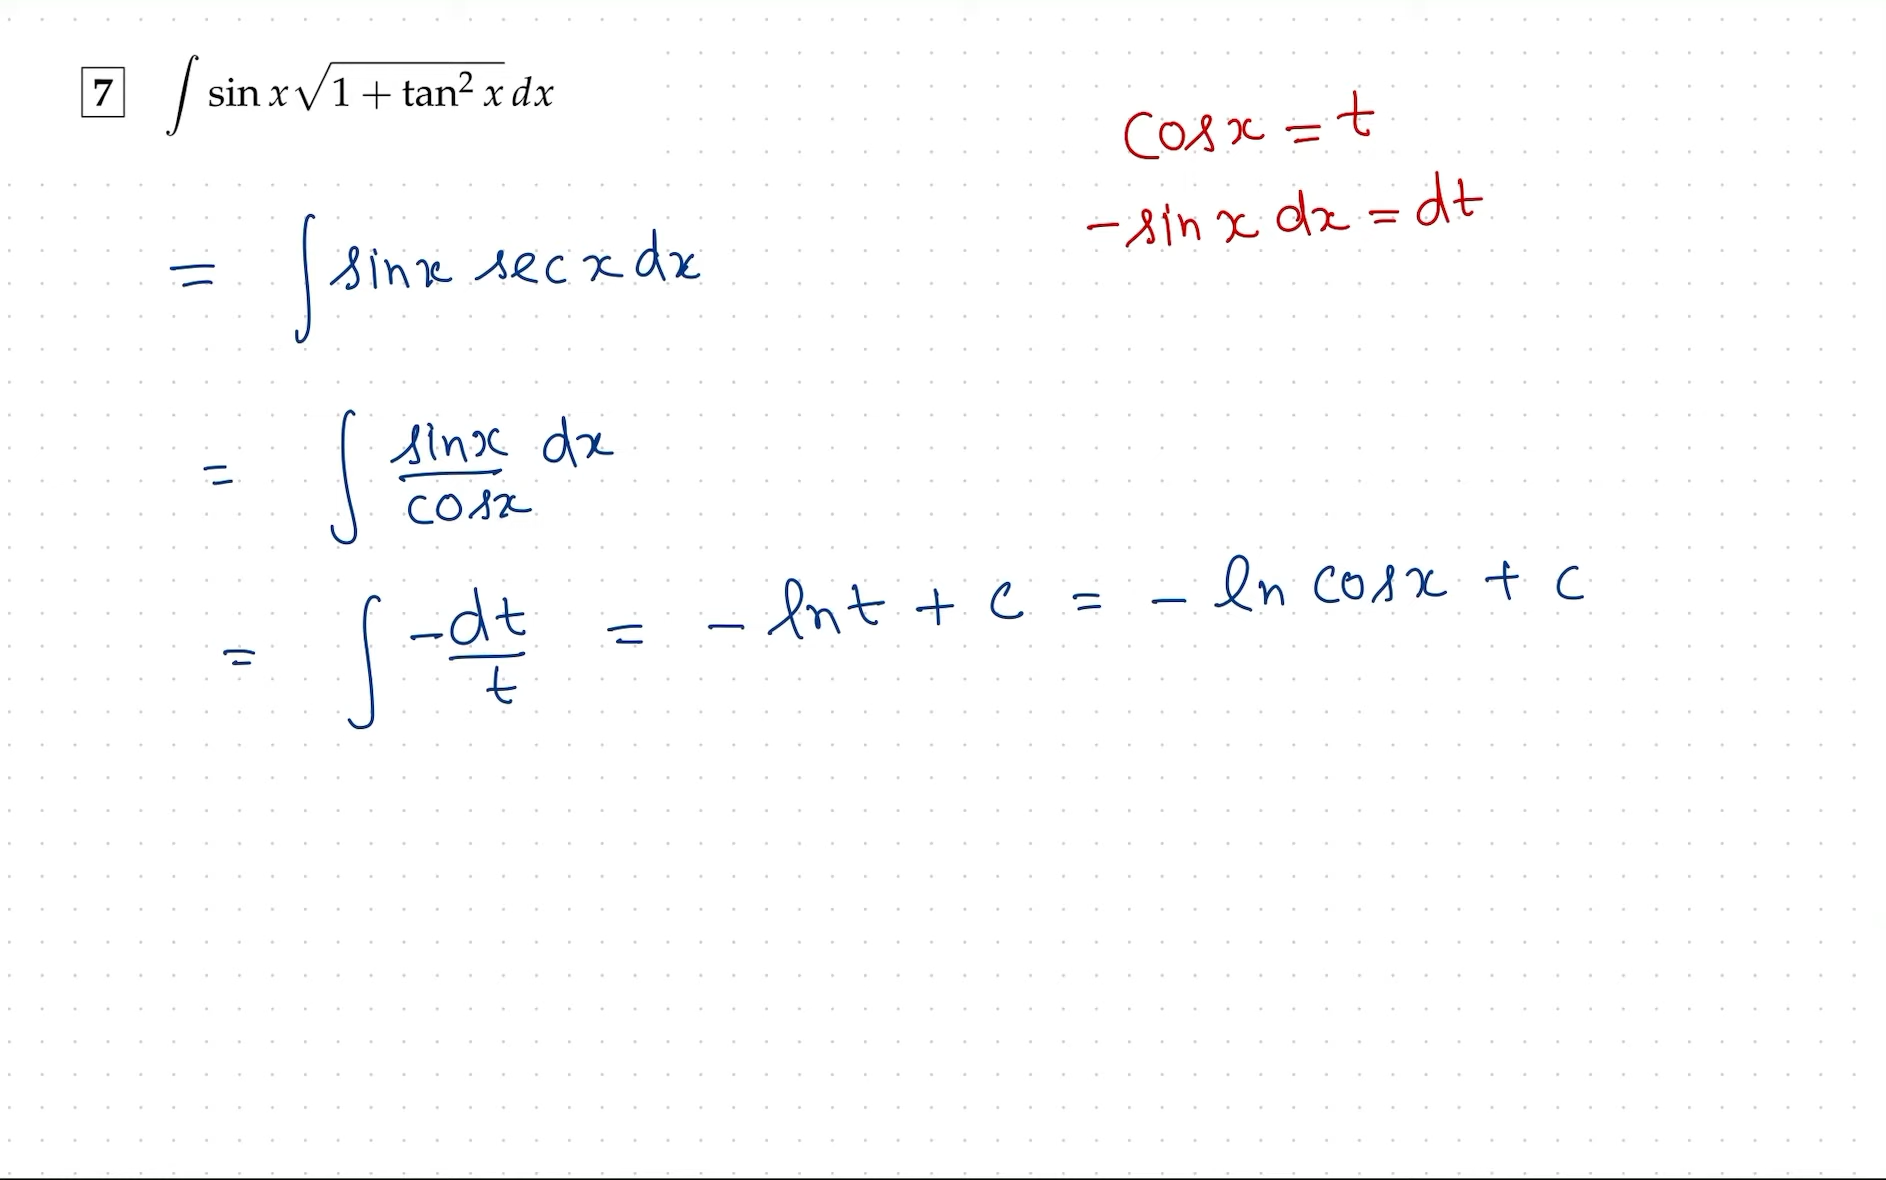 7 ∫ sin x √(1 + tan² x) dx
cos x = t
- sin x dx = dt
= ∫ sin x sec x dx
= ∫ sin x / cos x dx
= ∫ -dt / t = - ln t + c = - ln cos x + c